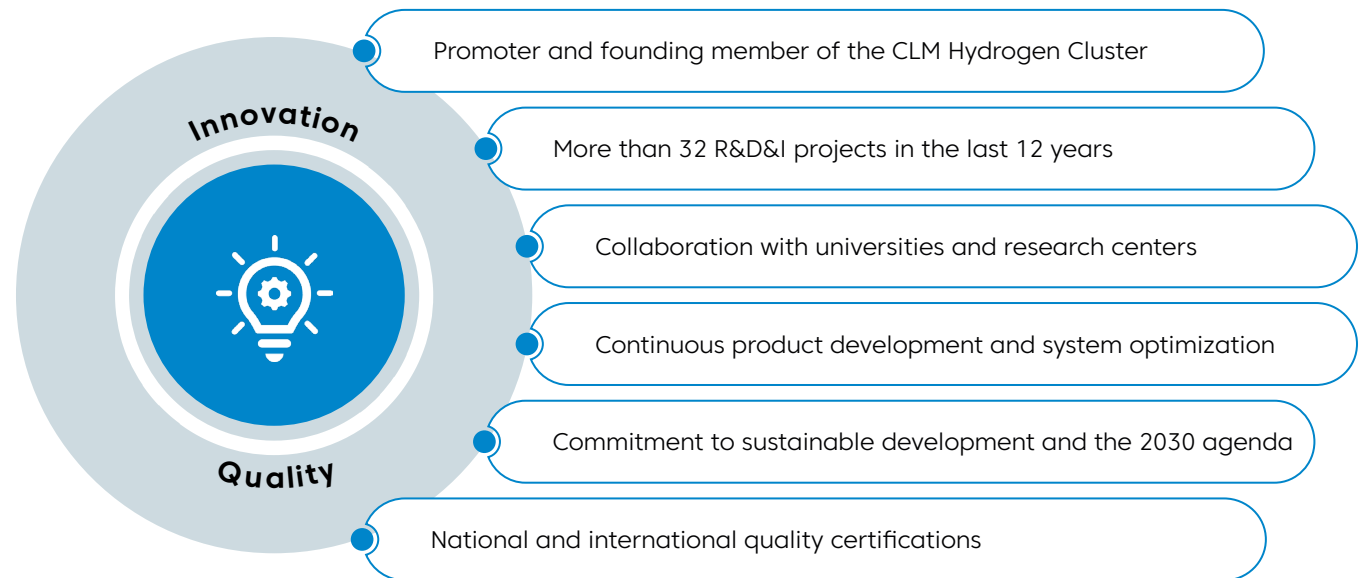 Promoter and founding member of the CLM Hydrogen Cluster
Innovation
More than 32 R&D&I projects in the last 12 years
Collaboration with universities and research centers
Continuous product development and system optimization
Commitment to sustainable development and the 2030 agenda
Quality
National and international quality certifications